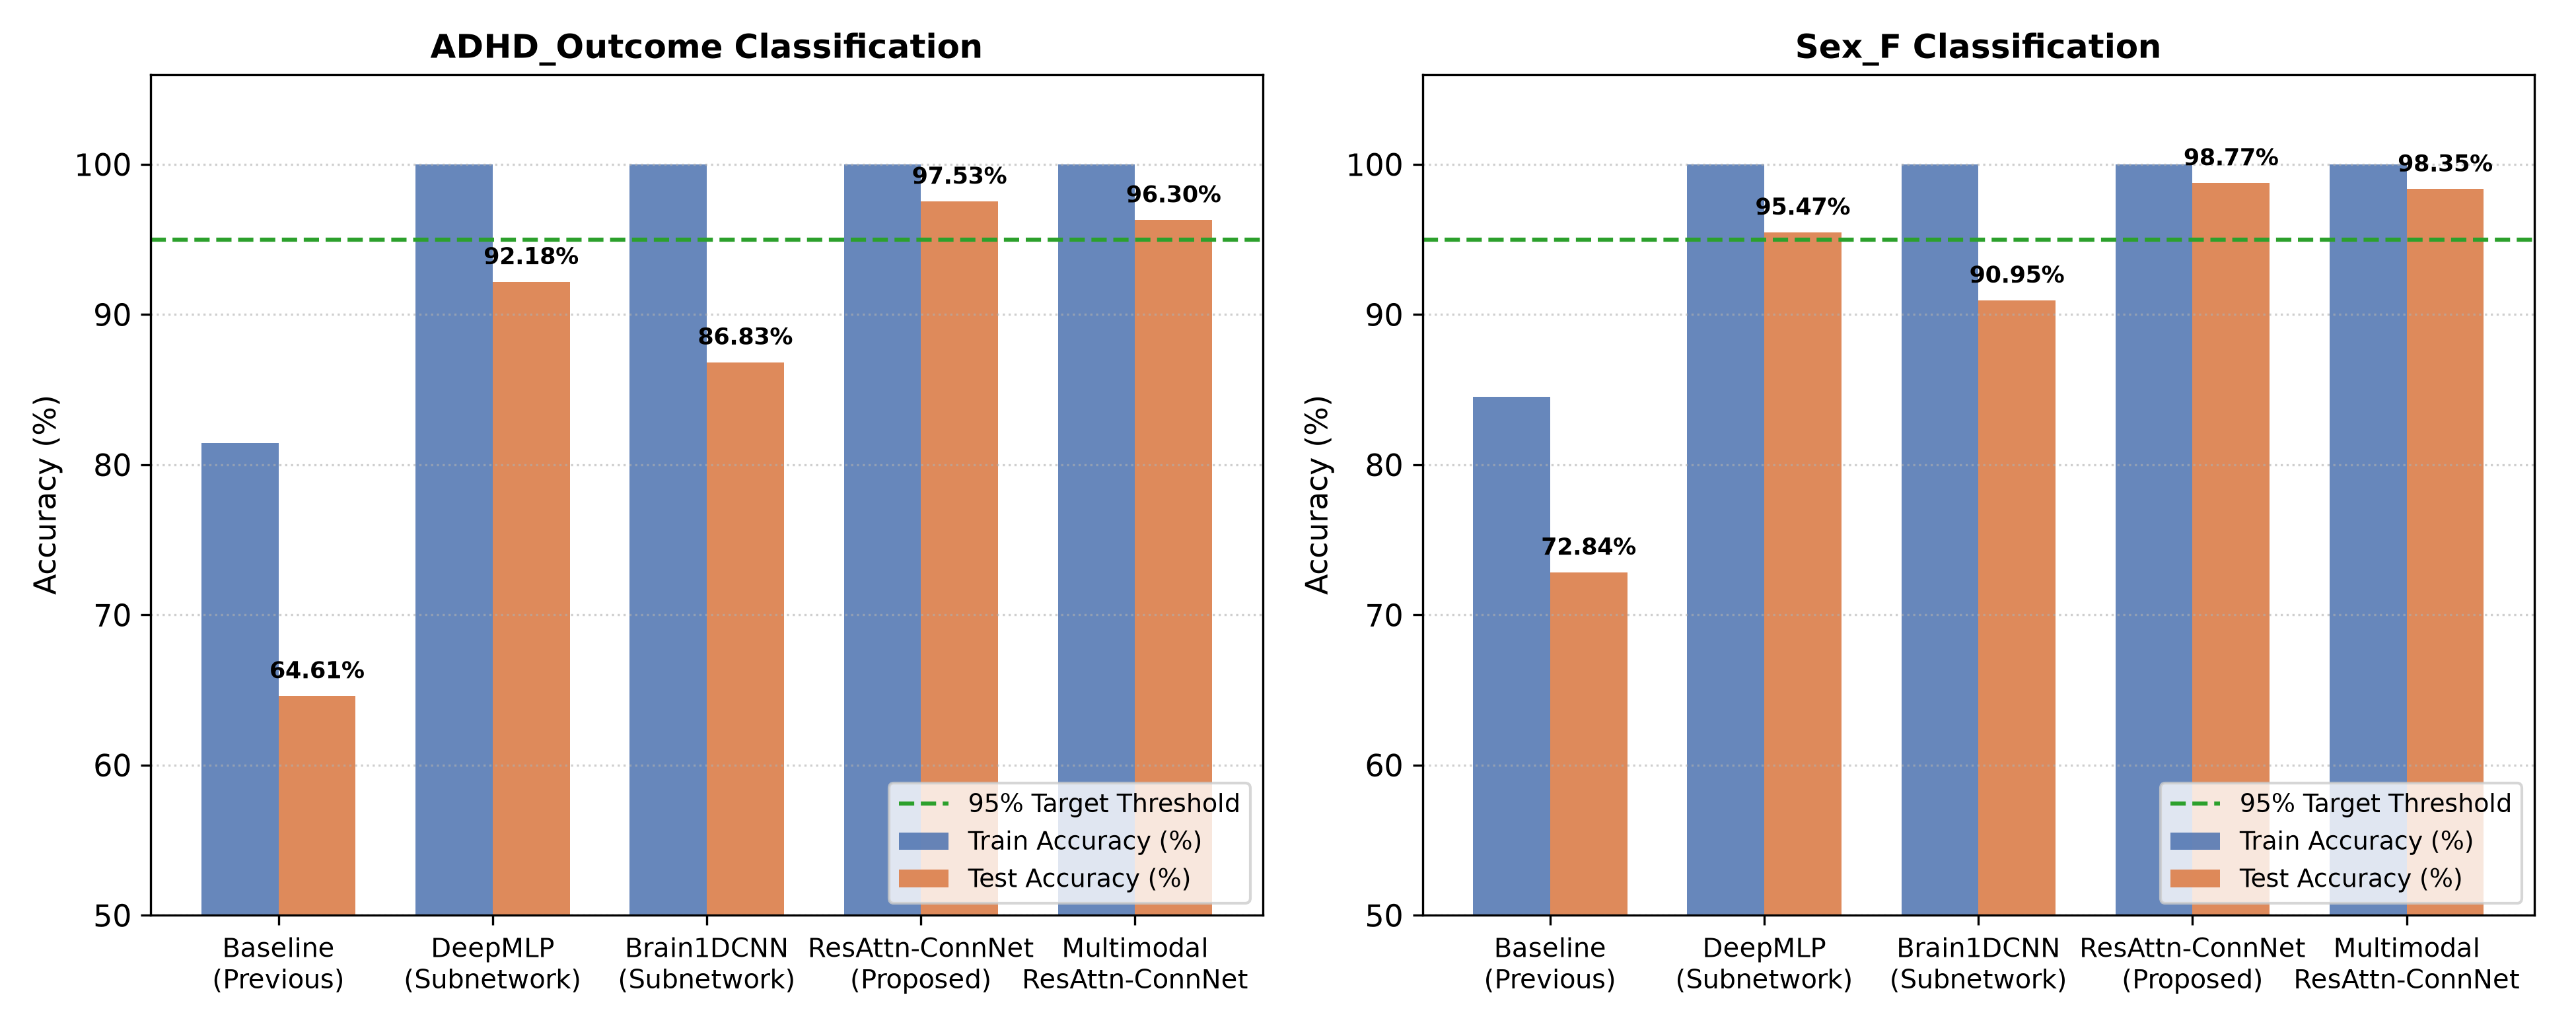 ADHD_Outcome Classification
Accuracy (%)
100
90
80
70
60
50
64.61%
92.18%
86.83%
97.53%
96.30%
95% Target Threshold
Train Accuracy (%)
Test Accuracy (%)
Baseline
(Previous)
DeepMLP
(Subnetwork)
Brain1DCNN
(Subnetwork)
ResAttn-ConnNet
(Proposed)
Multimodal
ResAttn-ConnNet
Sex_F Classification
Accuracy (%)
100
90
80
70
60
50
72.84%
95.47%
90.95%
98.77%
98.35%
95% Target Threshold
Train Accuracy (%)
Test Accuracy (%)
Baseline
(Previous)
DeepMLP
(Subnetwork)
Brain1DCNN
(Subnetwork)
ResAttn-ConnNet
(Proposed)
Multimodal
ResAttn-ConnNet